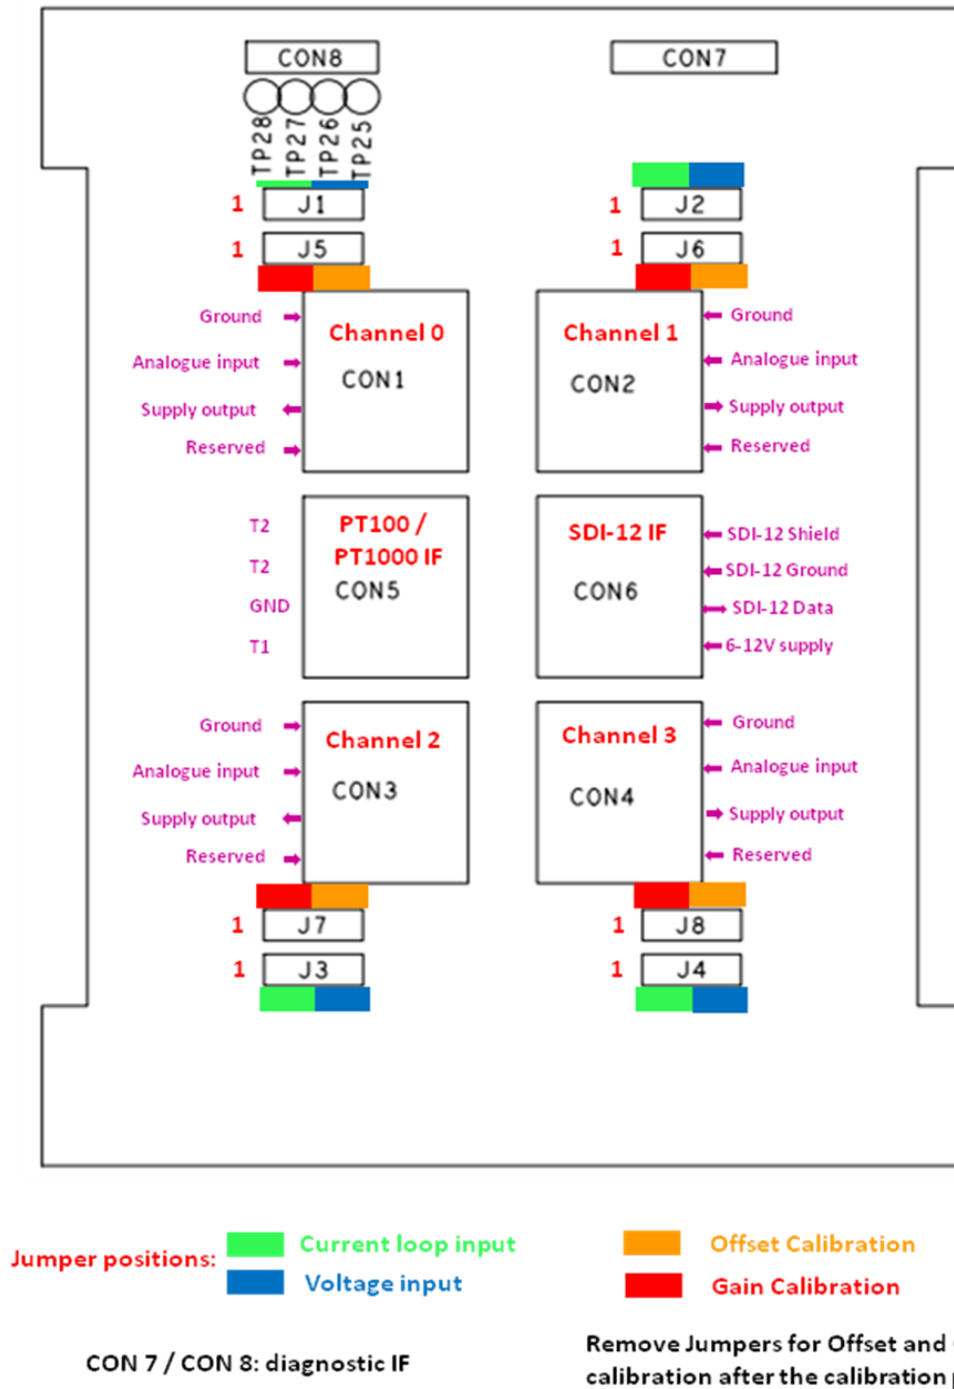 CON8
CON7
TP28
TP27
TP26
TP25
1 J1
1 J2
1 J5
1 J6
Ground
Analogue input
Supply output
Reserved
Channel 0
CON1
Channel 1
CON2
Ground
Analogue input
Supply output
Reserved
T2
T2
GND
T1
PT100 /
PT1000 IF
CON5
SDI-12 IF
CON6
SDI-12 Shield
SDI-12 Ground
SDI-12 Data
6-12V supply
Ground
Analogue input
Supply output
Reserved
Channel 2
CON3
Channel 3
CON4
Ground
Analogue input
Supply output
Reserved
1 J7
1 J8
1 J3
1 J4
Jumper positions:
Current loop input
Voltage input
Offset Calibration
Gain Calibration
CON 7 / CON 8: diagnostic IF
Remove Jumpers for Offset and
calibration after the calibration